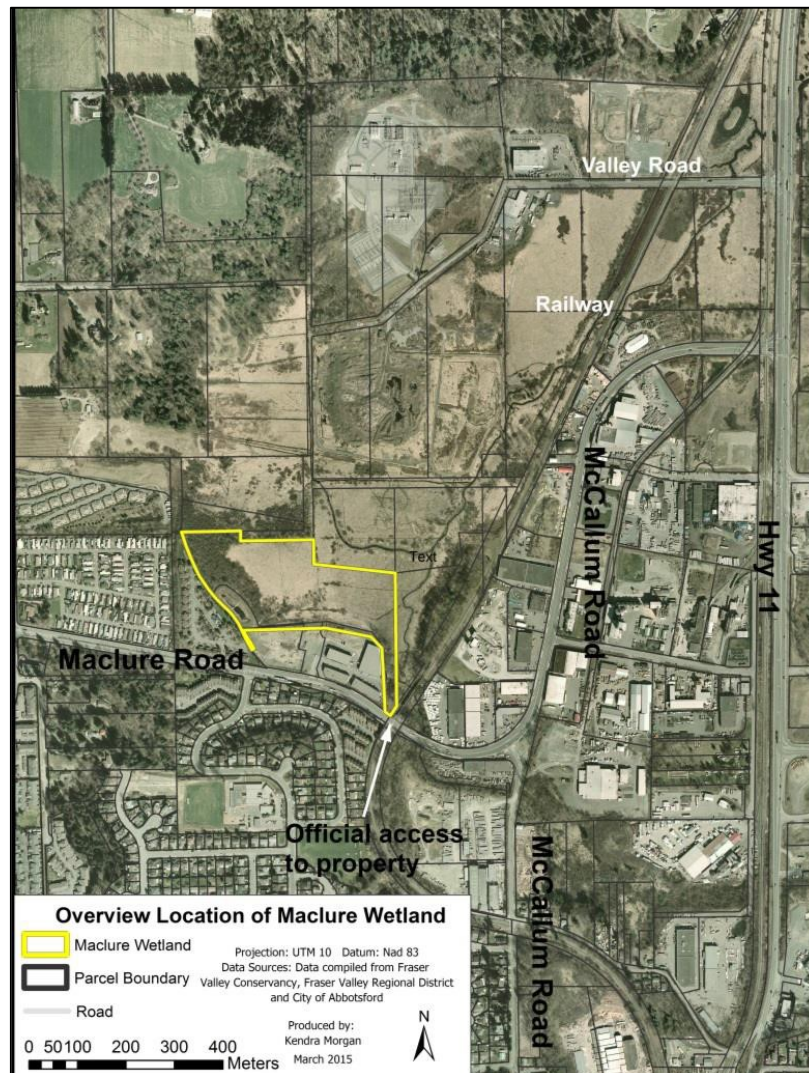 Valley Road
Railway
McCallum Road
Hwy 11
Text
Maclure Road
Official access
to property
McCallum Road
Overview Location of Maclure Wetland
Maclure Wetland
Parcel Boundary
Road
Projection: UTM 10 Datum: Nad 83
Data Sources: Data compiled from Fraser
Valley Conservancy, Fraser Valley Regional District
and City of Abbotsford
Produced by:
Kendra Morgan
March 2015
N
0 50 100 200 300 400
Meters